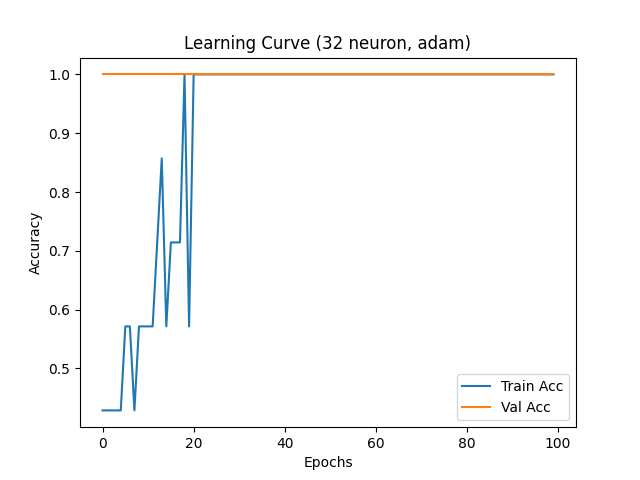 Learning Curve (32 neuron, adam)
1.0
0.9
0.8
0.7
0.6
0.5
Accuracy
0 20 40 60 80 100
Epochs
Train Acc
Val Acc